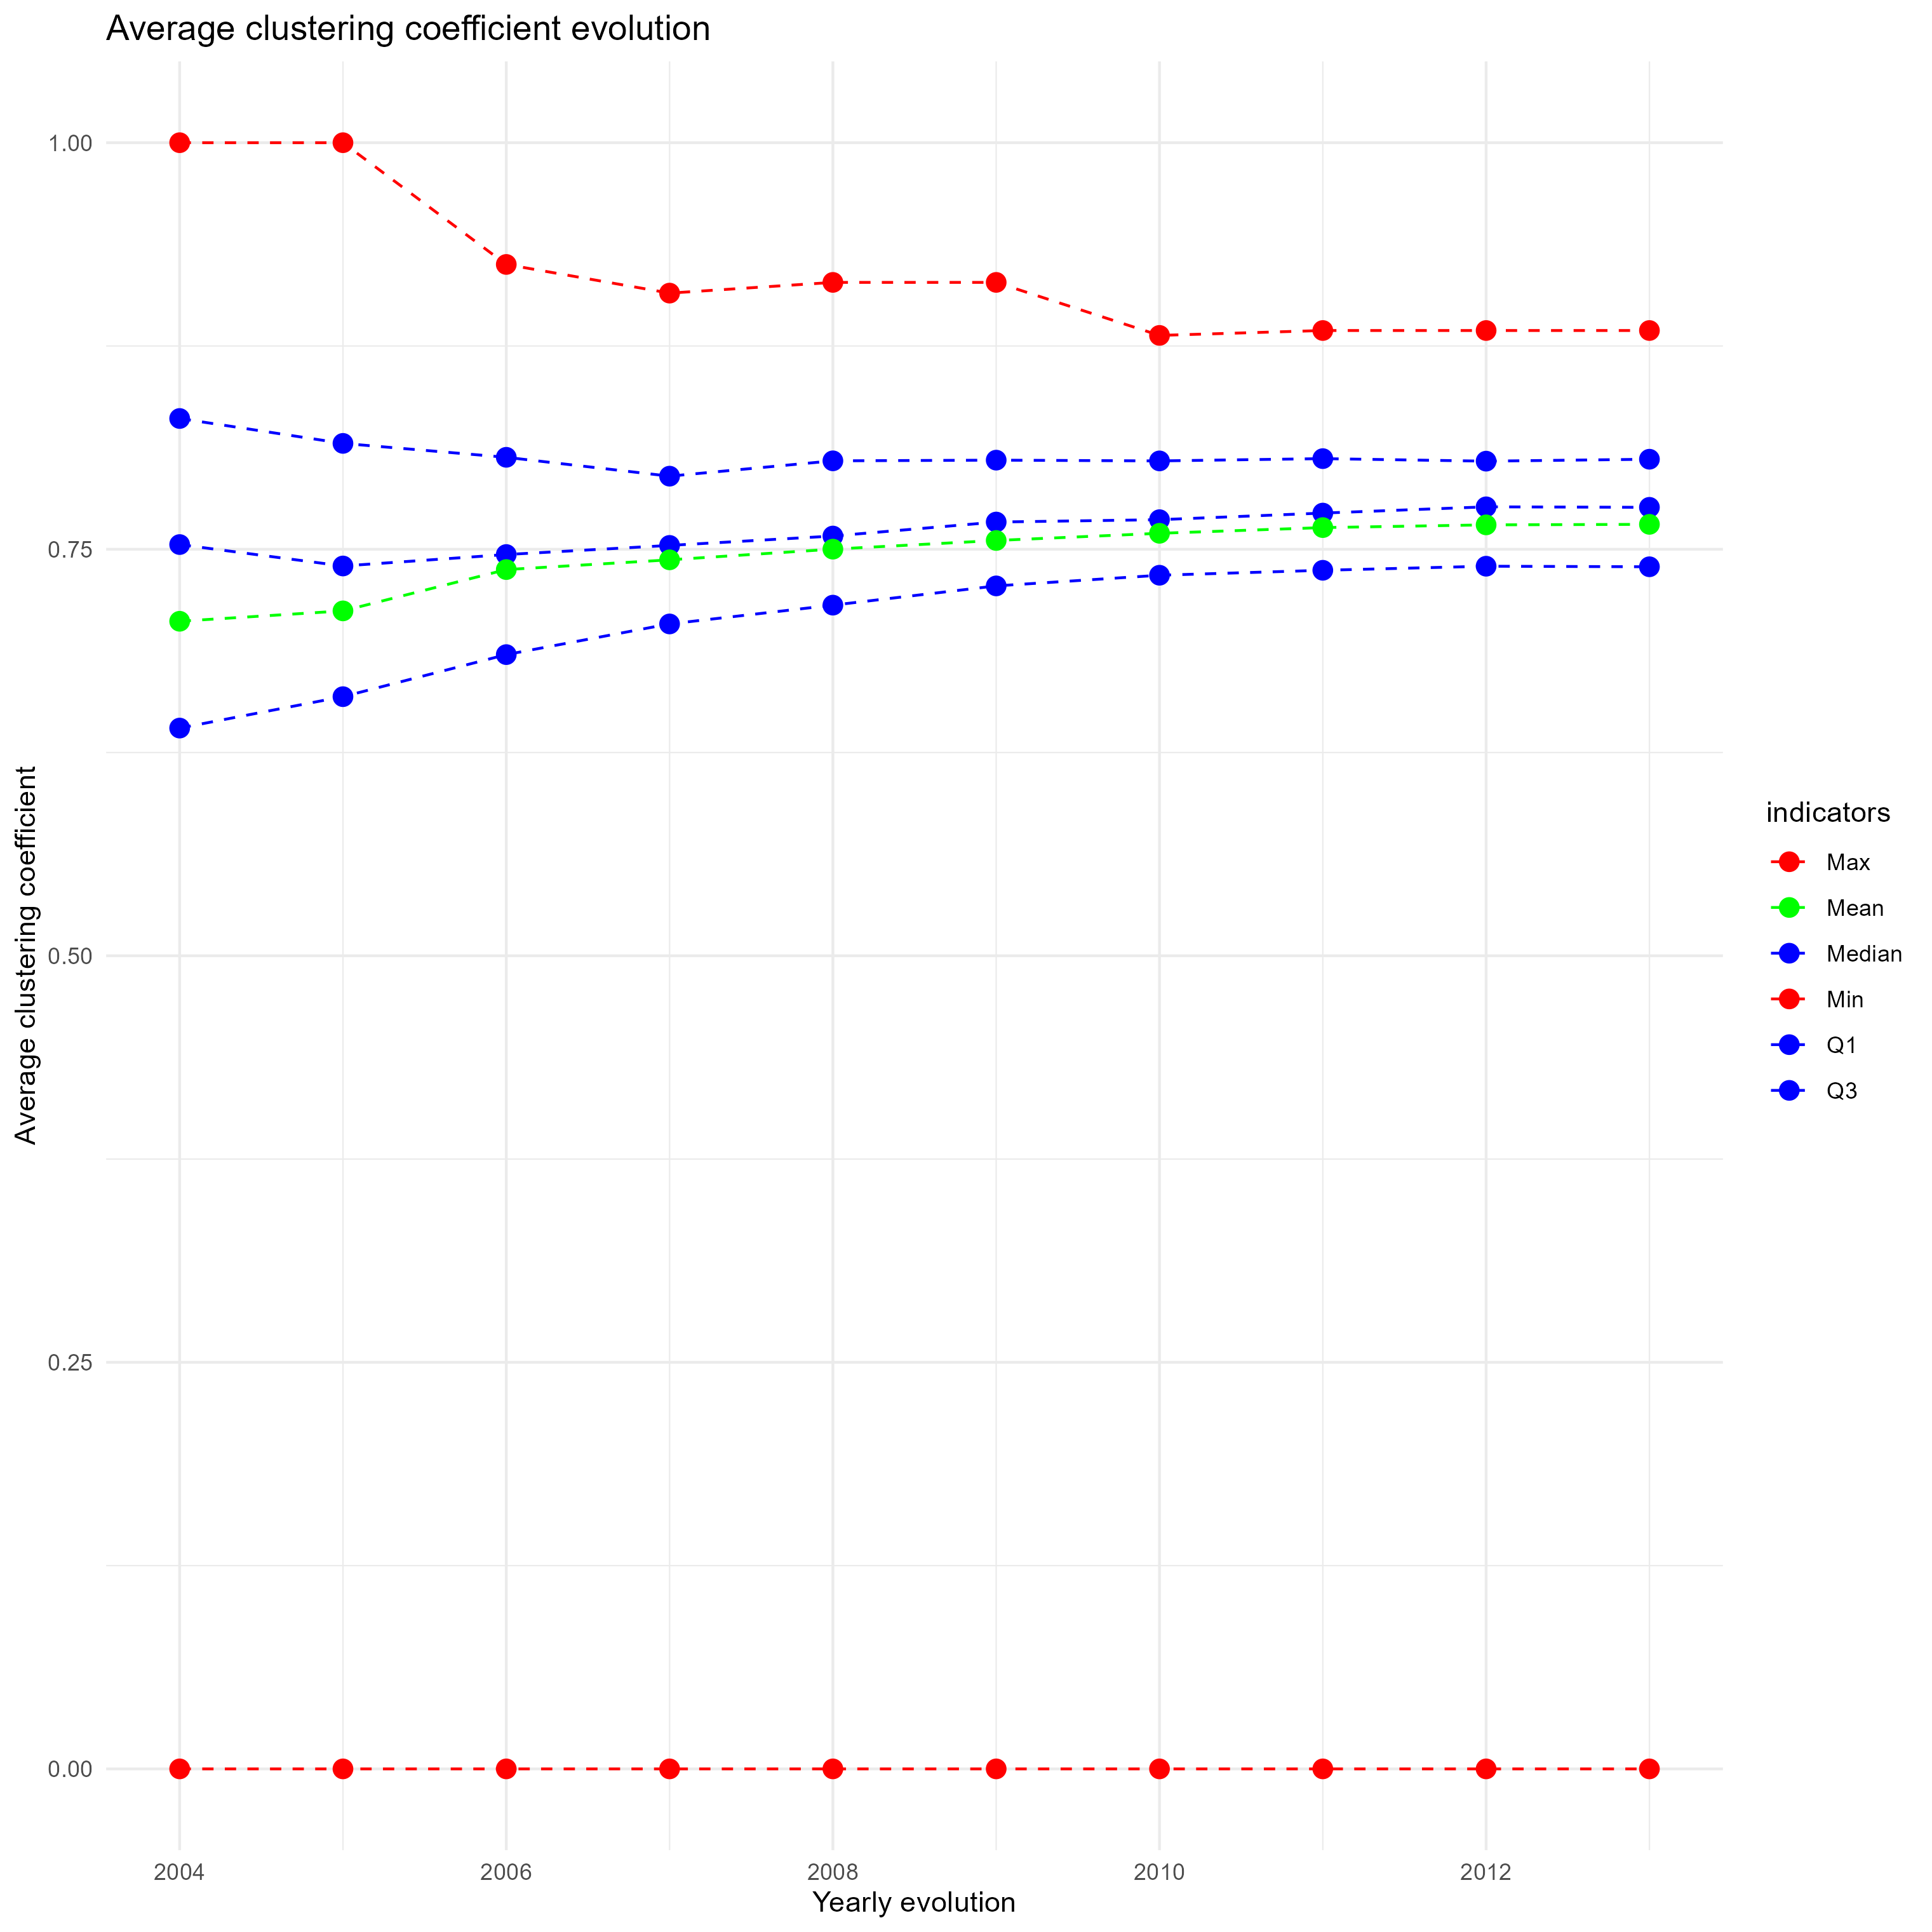 Average clustering coefficient evolution
Average clustering coefficient
1.00
0.75
0.50
0.25
0.00
2004
2006
2008
2010
2012
Yearly evolution
indicators
Max
Mean
Median
Min
Q1
Q3